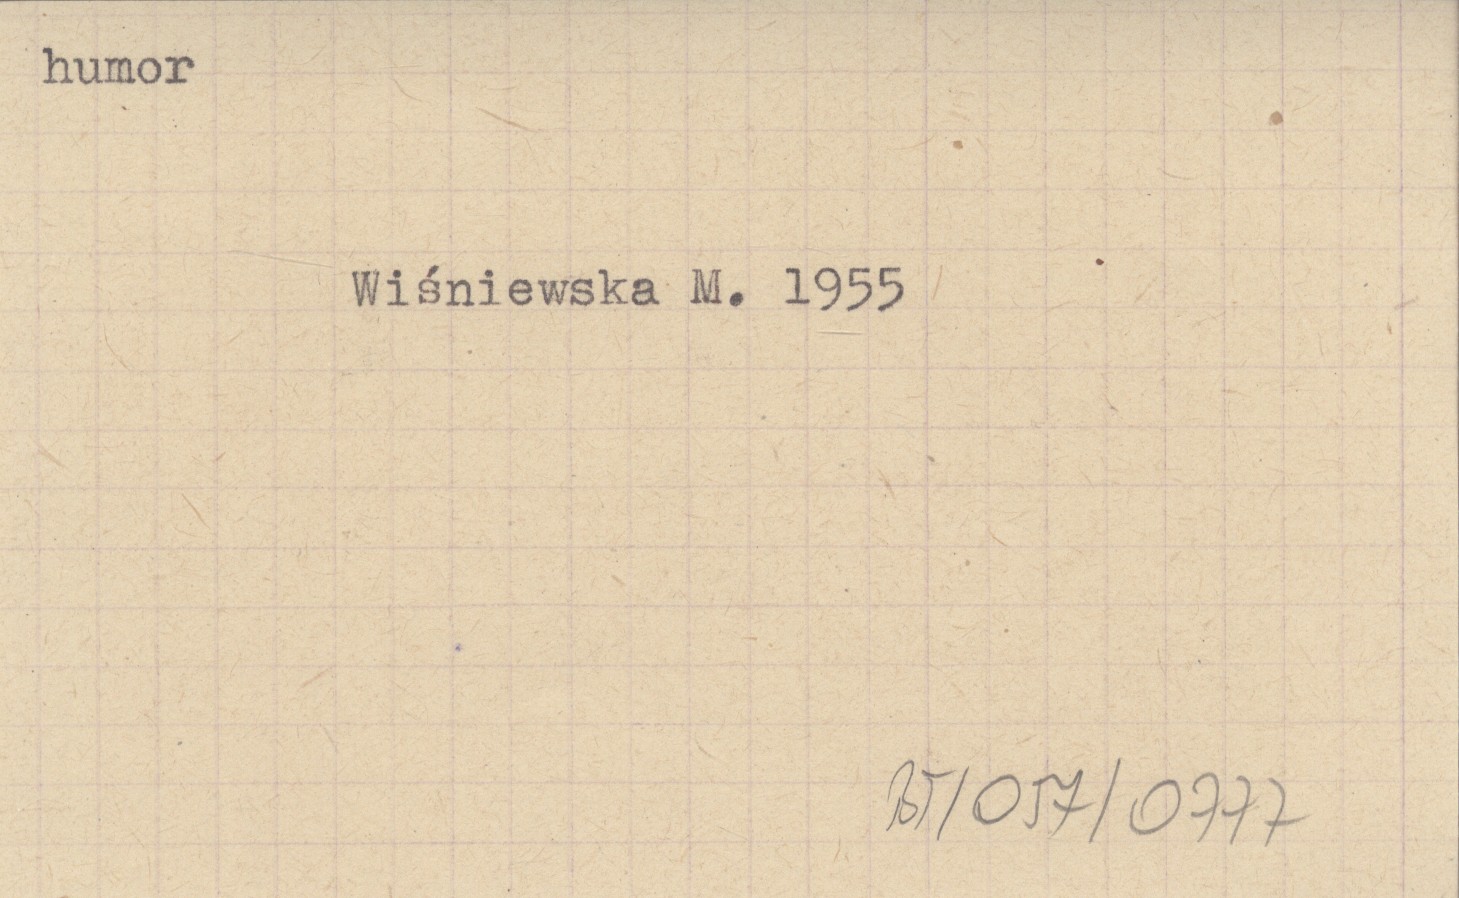 humor
Wiśniewska M. 1955
BT/057/0777